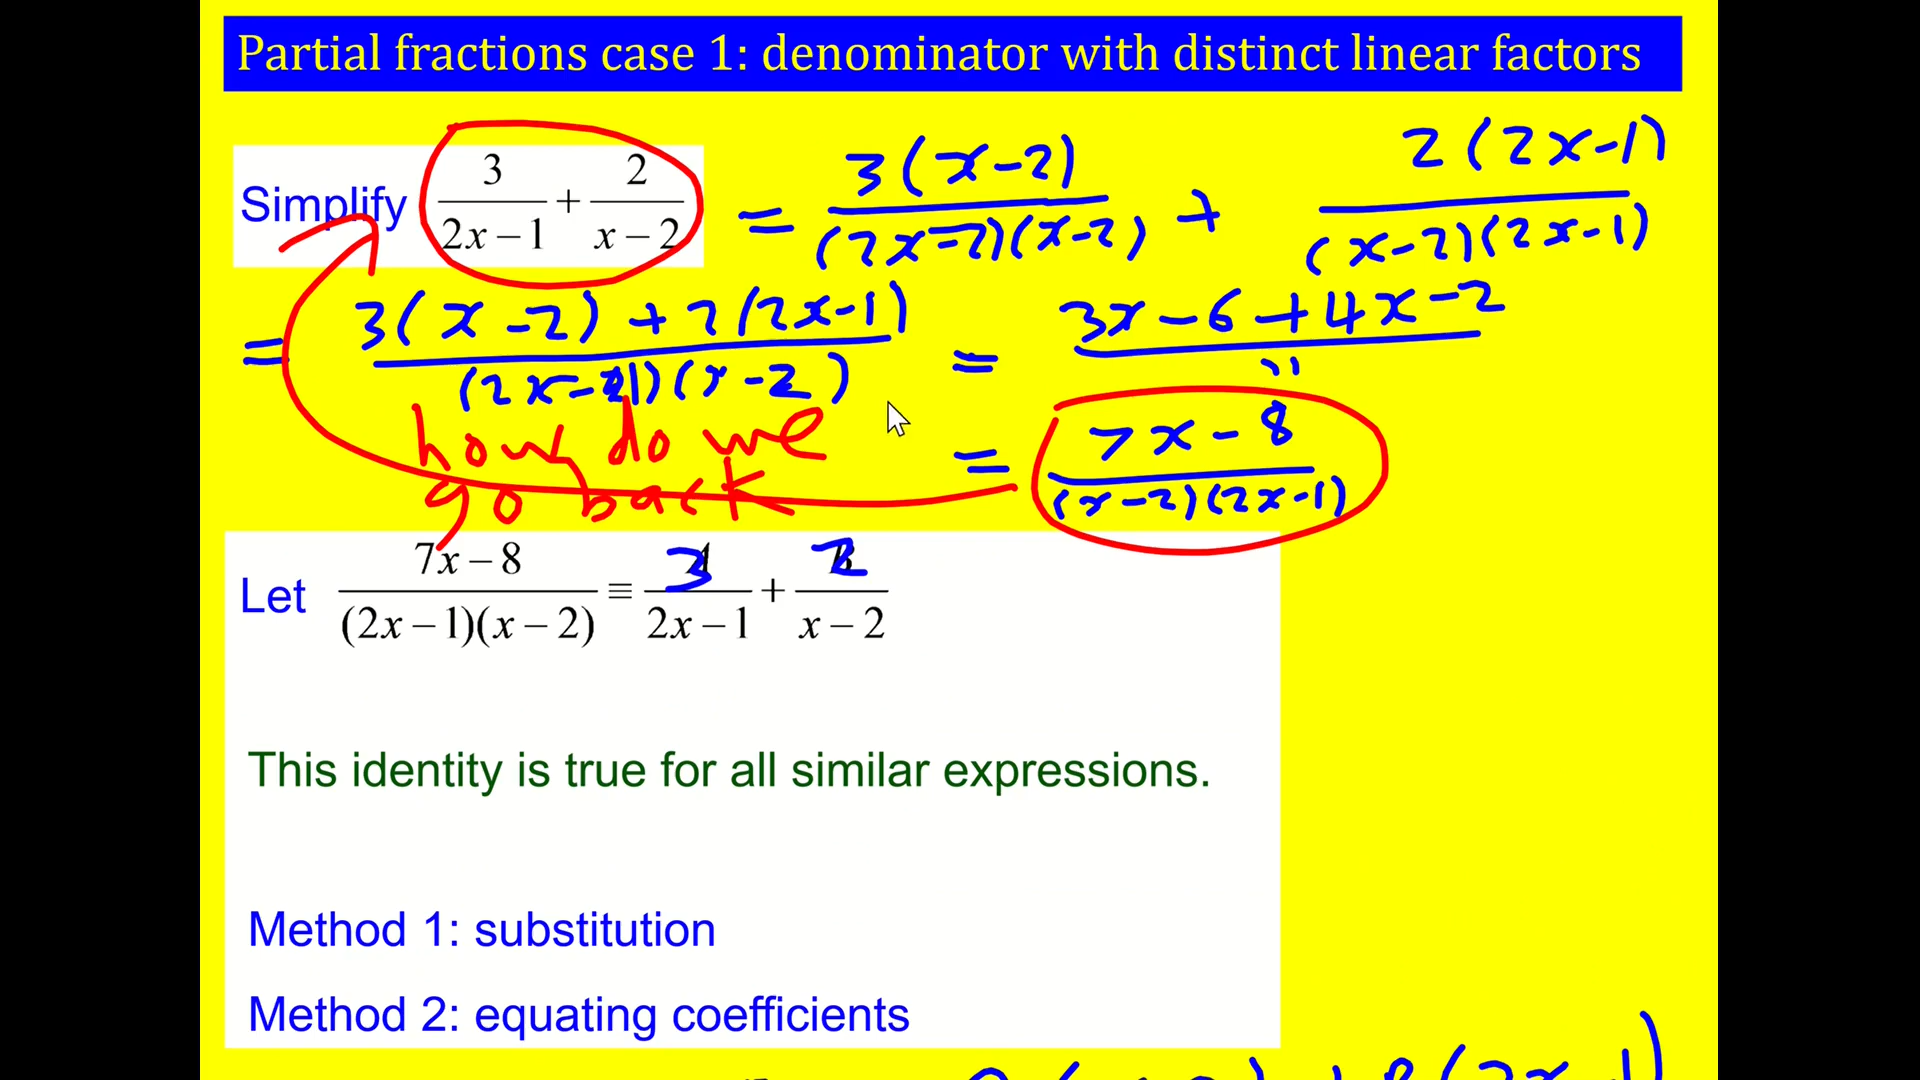 Partial fractions case 1: denominator with distinct linear factors
Simplify 3/(2x − 1) + 2/(x − 2) = 3(x-2)/((2x-2)(x-2)) + 2(2x-1)/((x-2)(2x-1))
= (3(x-2) + 2(2x-1))/((2x-1)(x-2)) = (3x-6+4x-2)/"
how do we
go back
= (7x-8)/((x-2)(2x-1))
Let (7x − 8)/((2x − 1)(x − 2)) ≡ 3/(2x − 1) + 2/(x − 2)
This identity is true for all similar expressions.
Method 1: substitution
Method 2: equating coefficients